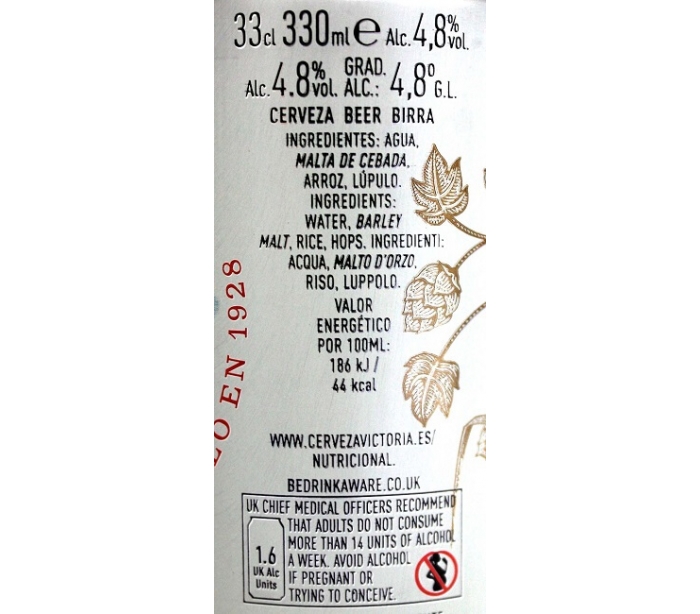 33cl 330ml e Alc.4,8%vol.
Alc.4.8%vol. GRAD. ALC.: 4,8º G.L.
CERVEZA BEER BIRRA
INGREDIENTES: AGUA,
MALTA DE CEBADA,
ARROZ, LÚPULO.
INGREDIENTS:
WATER, BARLEY
MALT, RICE, HOPS. INGREDIENTI:
ACQUA, MALTO D'ORZO,
RISO, LUPPOLO.
VALOR
ENERGÉTICO
POR 100ML:
186 kJ /
44 kcal
EN 1928
WWW.CERVEZAVICTORIA.ES/
NUTRICIONAL.
BEDRINKAWARE.CO.UK
UK CHIEF MEDICAL OFFICERS RECOMMEND
THAT ADULTS DO NOT CONSUME
MORE THAN 14 UNITS OF ALCOHOL
A WEEK. AVOID ALCOHOL
IF PREGNANT OR
TRYING TO CONCEIVE.
1.6
UK Alc
Units